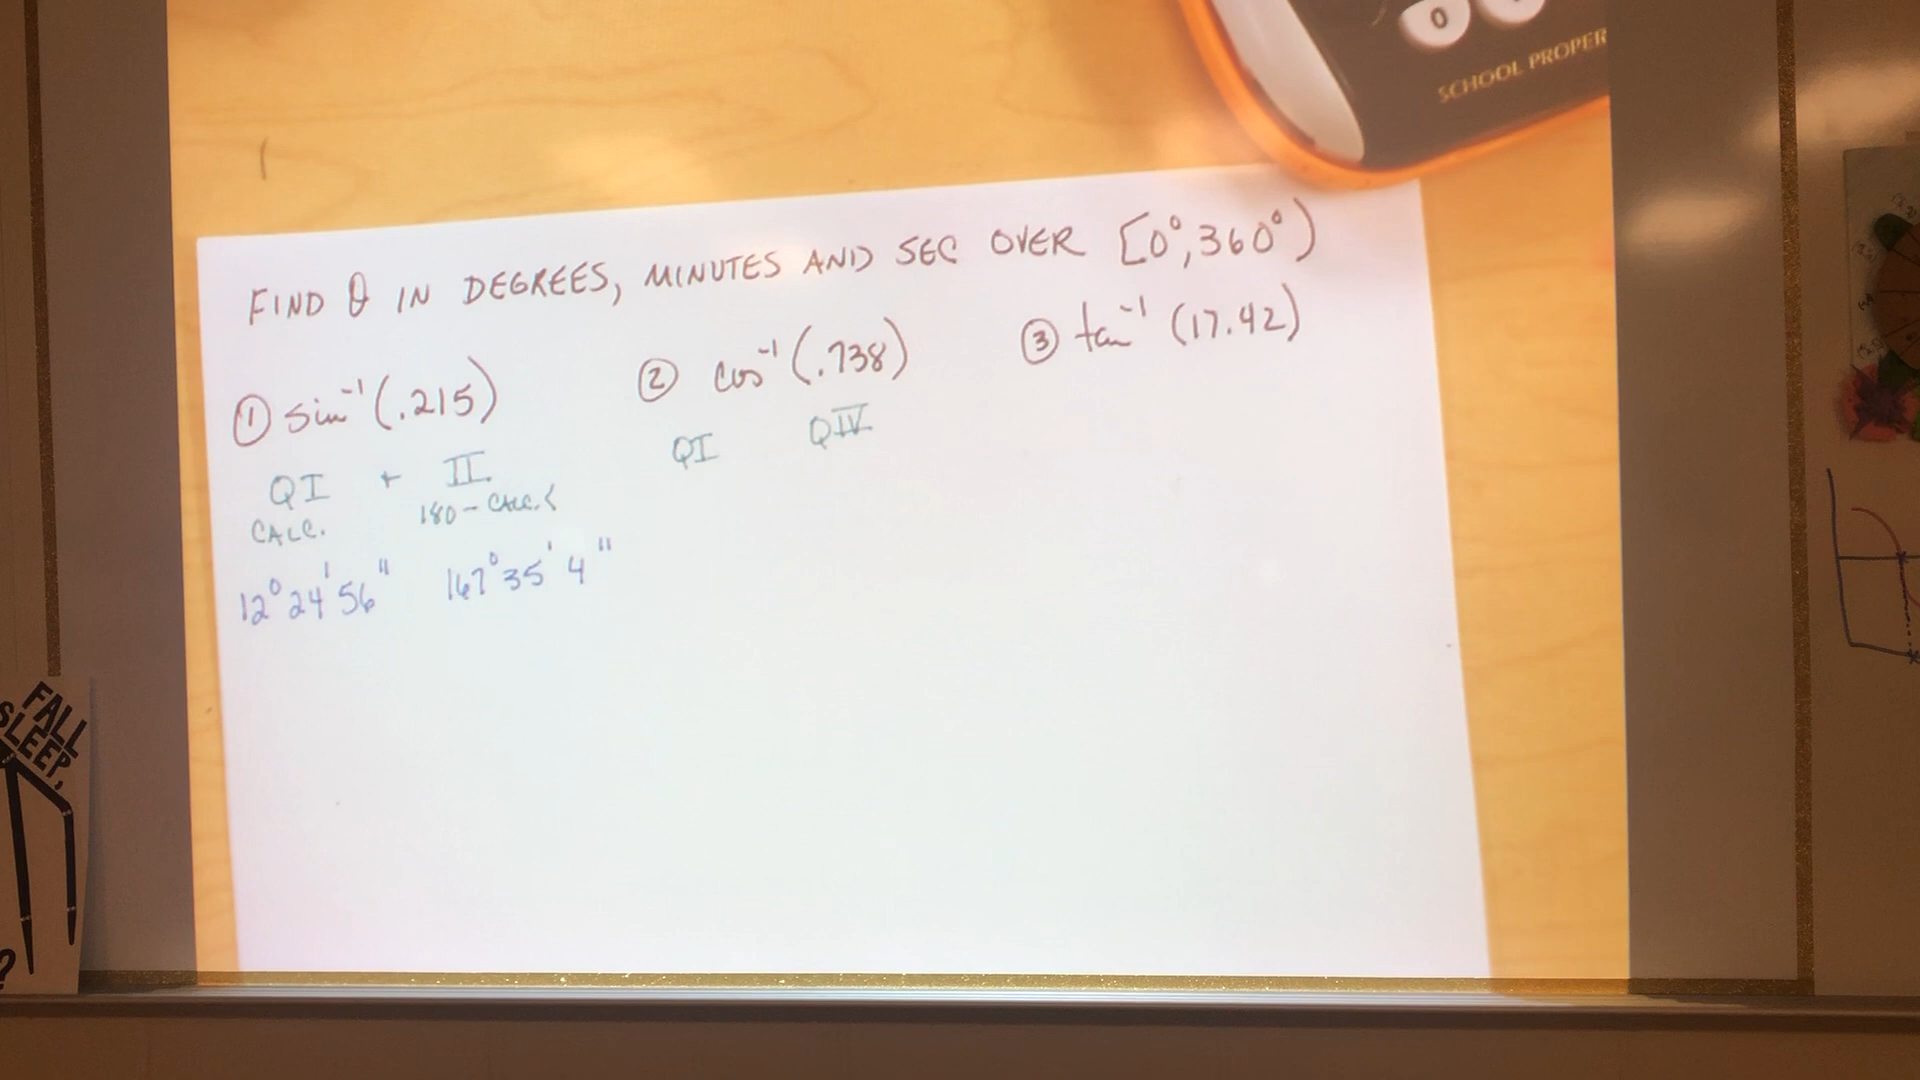 0
SCHOOL PROPER
FIND θ IN DEGREES, MINUTES AND SEC OVER [0°,360°)
① sin⁻¹(.215) ② cos⁻¹(.738) ③ tan⁻¹(17.42)
QI + II QI QIV
CALC. 180 - CALC.<
12°24'56" 167°35'4"
FALL
SLEEP,
?